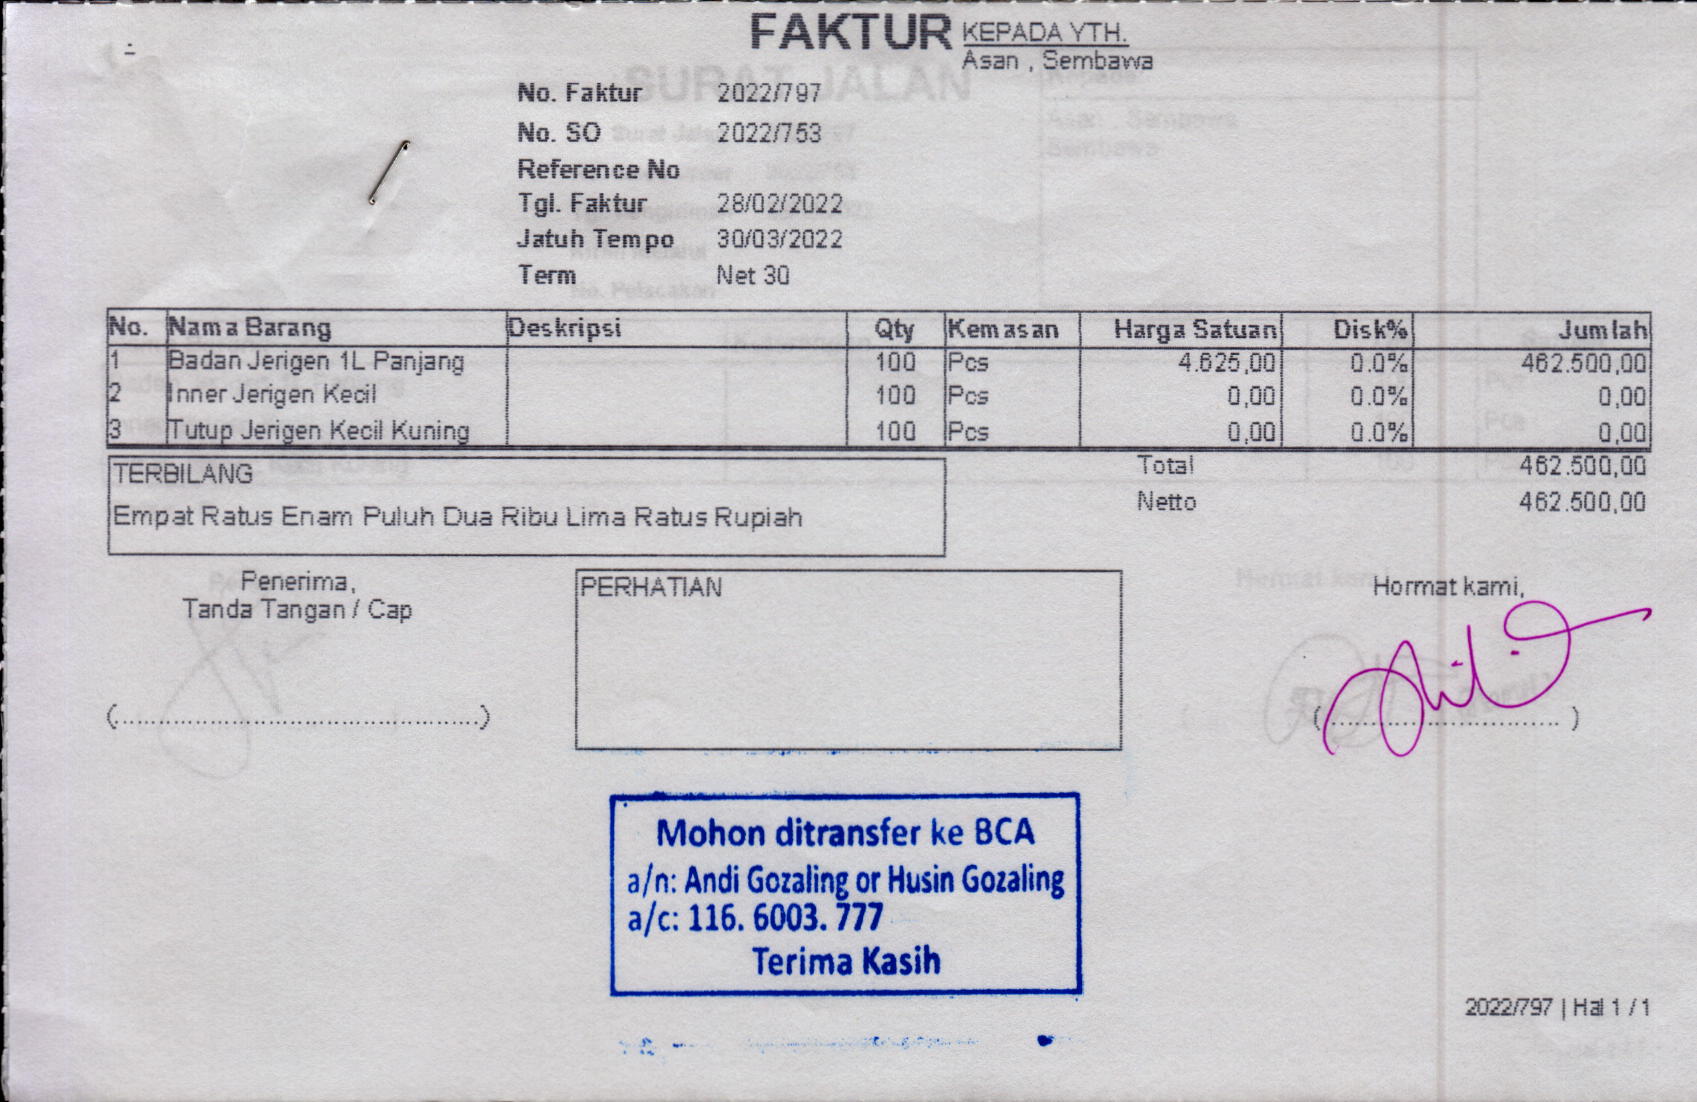 FAKTUR
KEPADA YTH.
Asan , Sembawa
No. Faktur 2022/797
No. SO 2022/753
Reference No
Tgl. Faktur 28/02/2022
Jatuh Tempo 30/03/2022
Term Net 30
No. Nama Barang Deskripsi Qty Kemasan Harga Satuan Disk% Jumlah
1 Badan Jerigen 1L Panjang 100 Pcs 4.625,00 0.0% 462.500,00
2 Inner Jerigen Kecil 100 Pcs 0,00 0.0% 0,00
3 Tutup Jerigen Kecil Kuning 100 Pcs 0,00 0.0% 0,00
TERBILANG
Empat Ratus Enam Puluh Dua Ribu Lima Ratus Rupiah
Total 462.500,00
Netto 462.500,00
Penerima,
Tanda Tangan / Cap
(................................................)
PERHATIAN
Hormat kami,
(............................... )
Mohon ditransfer ke BCA
a/n: Andi Gozaling or Husin Gozaling
a/c: 116. 6003. 777
Terima Kasih
2022/797 | Hal 1 / 1